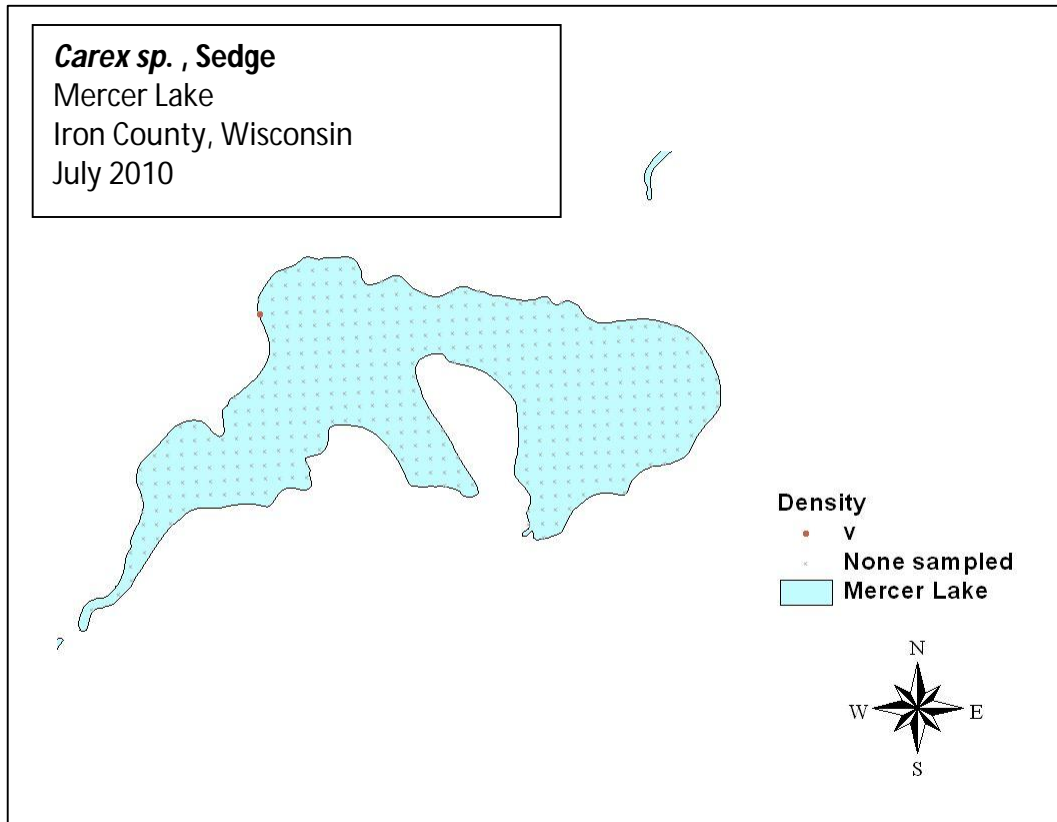 Carex sp. , Sedge
Mercer Lake
Iron County, Wisconsin
July 2010
Density
v
None sampled
Mercer Lake
N
W E
S